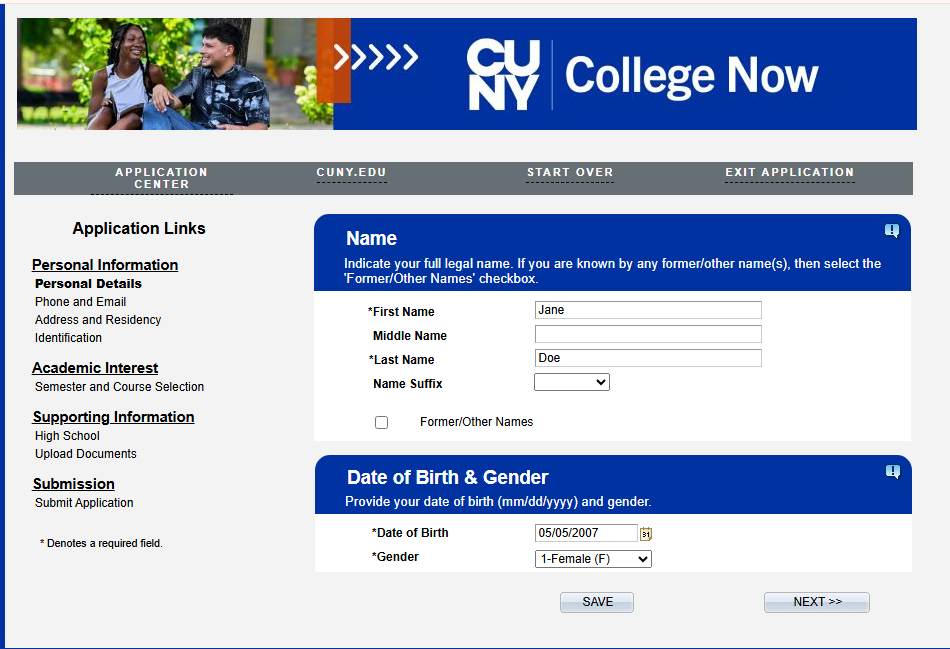 CU
NY
College Now
APPLICATION
CENTER
CUNY.EDU
START OVER
EXIT APPLICATION
Application Links
Personal Information
Personal Details
Phone and Email
Address and Residency
Identification
Academic Interest
Semester and Course Selection
Supporting Information
High School
Upload Documents
Submission
Submit Application
* Denotes a required field.
Name
Indicate your full legal name. If you are known by any former/other name(s), then select the
'Former/Other Names' checkbox.
*First Name Jane
Middle Name
*Last Name Doe
Name Suffix
Former/Other Names
Date of Birth & Gender
Provide your date of birth (mm/dd/yyyy) and gender.
*Date of Birth 05/05/2007 31
*Gender 1-Female (F)
SAVE
NEXT >>